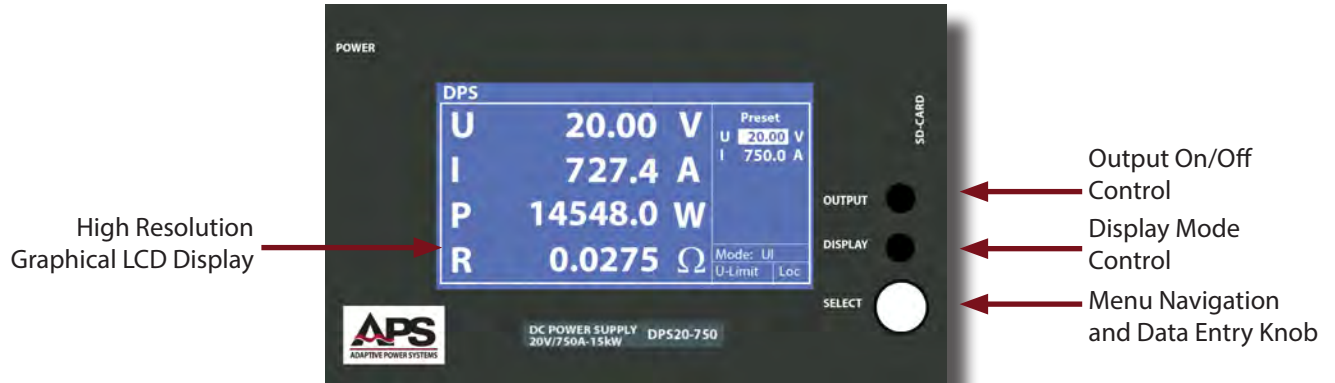 POWER
DPS
U 20.00 V
I 727.4 A
P 14548.0 W
R 0.0275 Ω
Preset
U 20.00 V
I 750.0 A
Mode: UI
U-Limit Loc
SD-CARD
OUTPUT
DISPLAY
SELECT
High Resolution
Graphical LCD Display
Output On/Off
Control
Display Mode
Control
Menu Navigation
and Data Entry Knob
APS
ADAPTIVE POWER SYSTEMS
DC POWER SUPPLY DPS20-750
20V/750A-15kW